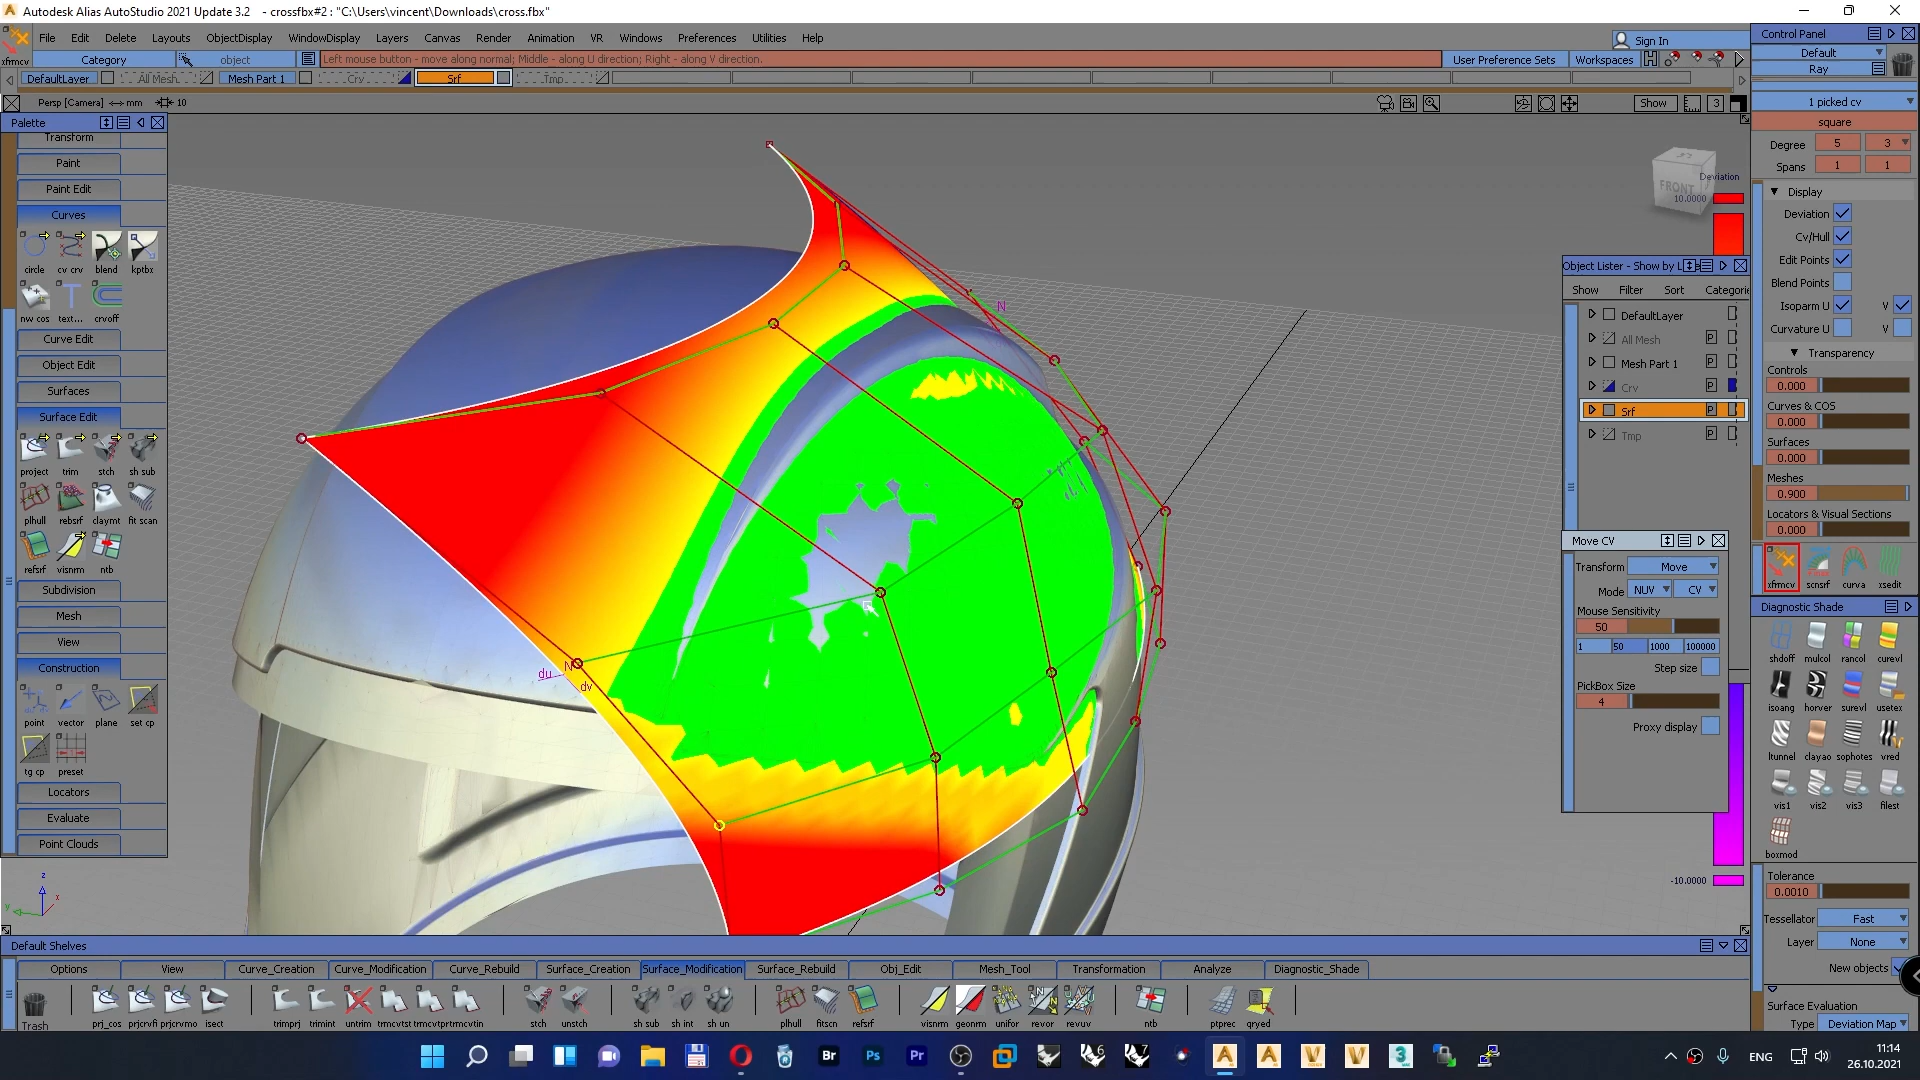 Autodesk Alias AutoStudio 2021 Update 3.2   - crossfbx#2 : "C:\Users\vincent\Downloads\cross.fbx"
File Edit Delete Layouts ObjectDisplay WindowDisplay Layers Canvas Render Animation VR Windows Preferences Utilities Help
Sign In
xfrmcv
Category
object
Left mouse button - move along normal; Middle - along U direction; Right - along V direction.
User Preference Sets
Workspaces
DefaultLayer
All Mesh
Mesh Part 1
Crv
Srf
Tmp
Persp [Camera] <-> mm
10
Show
3
Palette
Transform
Paint
Paint Edit
Curves
circle cv crv blend kptbx
nw cos text... crvoff
Curve Edit
Object Edit
Surfaces
Surface Edit
project trim stch sh sub
plhull rebsrf claymt fit scan
refsrf visnrm ntb
Subdivision
Mesh
View
Construction
point vector plane set cp
tg cp preset
Locators
Evaluate
Point Clouds
N
du
N
dv
z
y
x
FRONT
Deviation
10.0000
-10.0000
Object Lister - Show by L
Show Filter Sort Categorie
DefaultLayer
All Mesh P
Mesh Part 1 P
Crv P
Srf P
Tmp P
Move CV
Transform Move
Mode NUV CV
Mouse Sensitivity
50
1 50 1000 100000
Step size
PickBox Size
4
Proxy display
Control Panel
Default
Ray
1 picked cv
square
Degree 5 3
Spans 1 1
Display
Deviation
Cv/Hull
Edit Points
Blend Points
Isoparm U V
Curvature U V
Transparency
Controls
0.000
Curves & COS
0.000
Surfaces
0.000
Meshes
0.900
Locators & Visual Sections
0.000
xfrmcv scnsrf curva xsedit
Diagnostic Shade
shdoff mulcol rancol curevl
isoang horver surevl usetex
ltunnel clayao sophotes vred
vis1 vis2 vis3 filest
boxmod
Tolerance
0.0010
Tessellator Fast
Layer None
New objects
Surface Evaluation
Type Deviation Map
Default Shelves
Options View Curve_Creation Curve_Modification Curve_Rebuild Surface_Creation Surface_Modification Surface_Rebuild Obj_Edit Mesh_Tool Transformation Analyze Diagnostic_Shade
Trash
prj_cos prjcrvfi prjcrvmo isect trimprj trimint untrim trmcvtst trmcvtprtrmcvtin stch unstch sh sub sh int sh un plhull fitscn refsrf visnrm geonrm unifor revor revuv ntb ptprec qryed
Br
Ps
Pr
6
7
3
ENG
11:14
26.10.2021